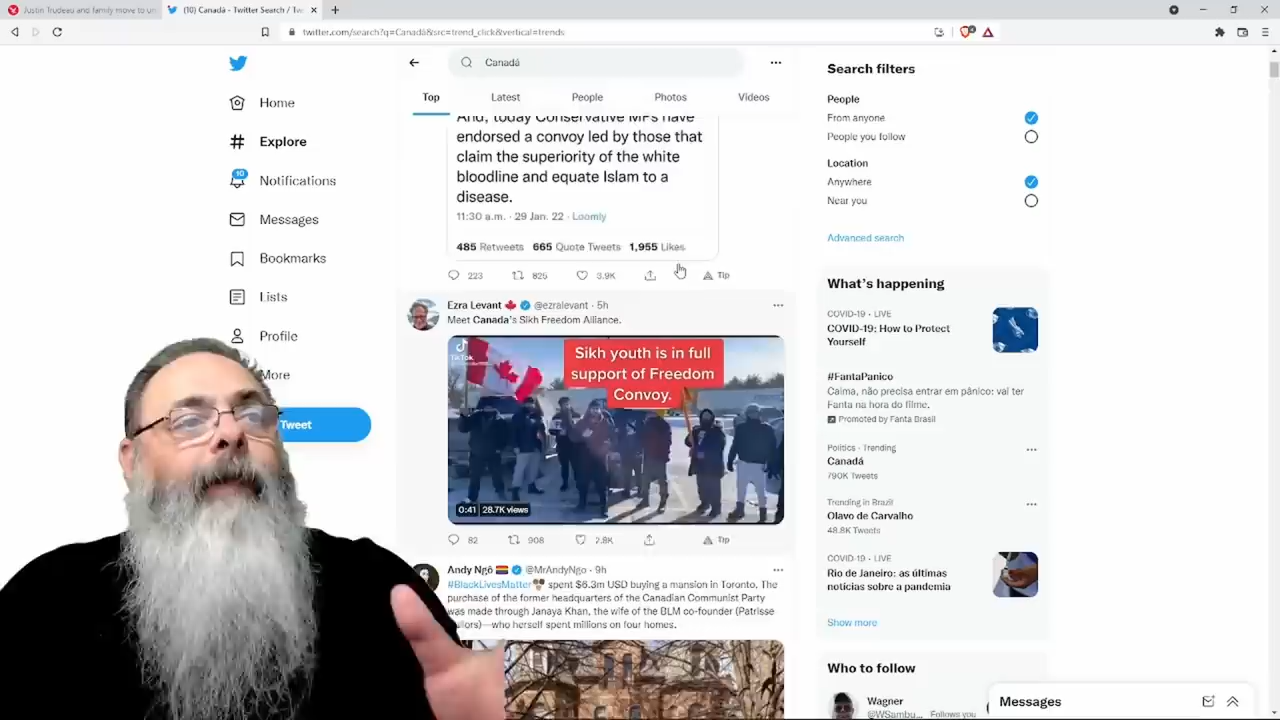 Justin Trudeau and family move to un
(10) Canadá - Twitter Search / Tw
twitter.com/search?q=Canadá&src=trend_click&vertical=trends
Canadá
Top
Latest
People
Photos
Videos
Home
Explore
10
Notifications
Messages
Bookmarks
Lists
Profile
More
Tweet
And, today Conservative MPs have
endorsed a convoy led by those that
claim the superiority of the white
bloodline and equate Islam to a
disease.
11:30 a.m. · 29 Jan. 22 · Loomly
485 Retweets 665 Quote Tweets 1,955 Likes
223 825 3.9K Tip
Ezra Levant @ezralevant · 5h
Meet Canada's Sikh Freedom Alliance.
TikTok
Sikh youth is in full
support of Freedom
Convoy.
0:41 28.7K views
82 908 2.8K Tip
Andy Ngô @MrAndyNgo · 9h
#BlackLivesMatter spent $6.3m USD buying a mansion in Toronto. The
purchase of the former headquarters of the Canadian Communist Party
was made through Janaya Khan, the wife of the BLM co-founder (Patrisse
llors)—who herself spent millions on four homes.
Search filters
People
From anyone
People you follow
Location
Anywhere
Near you
Advanced search
What's happening
COVID-19 · LIVE
COVID-19: How to Protect
Yourself
#FantaPanico
Calma, não precisa entrar em pânico: vai ter
Fanta na hora do filme.
Promoted by Fanta Brasil
Politics · Trending
Canadá
790K Tweets
Trending in Brazil
Olavo de Carvalho
48.8K Tweets
COVID-19 · LIVE
Rio de Janeiro: as últimas
notícias sobre a pandemia
Show more
Who to follow
Wagner
@WSambu... Follows you
Messages